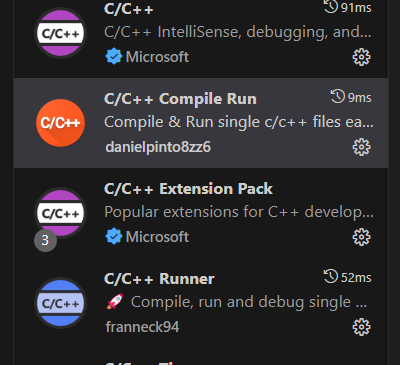 C/C++
91ms
C/C++
C/C++ IntelliSense, debugging, and...
Microsoft
C/C++ Compile Run
9ms
C/C++
Compile & Run single c/c++ files ea...
danielpinto8zz6
C/C++ Extension Pack
C/C++
Popular extensions for C++ develop...
3
Microsoft
C/C++ Runner
52ms
C/C++
🚀 Compile, run and debug single ...
franneck94